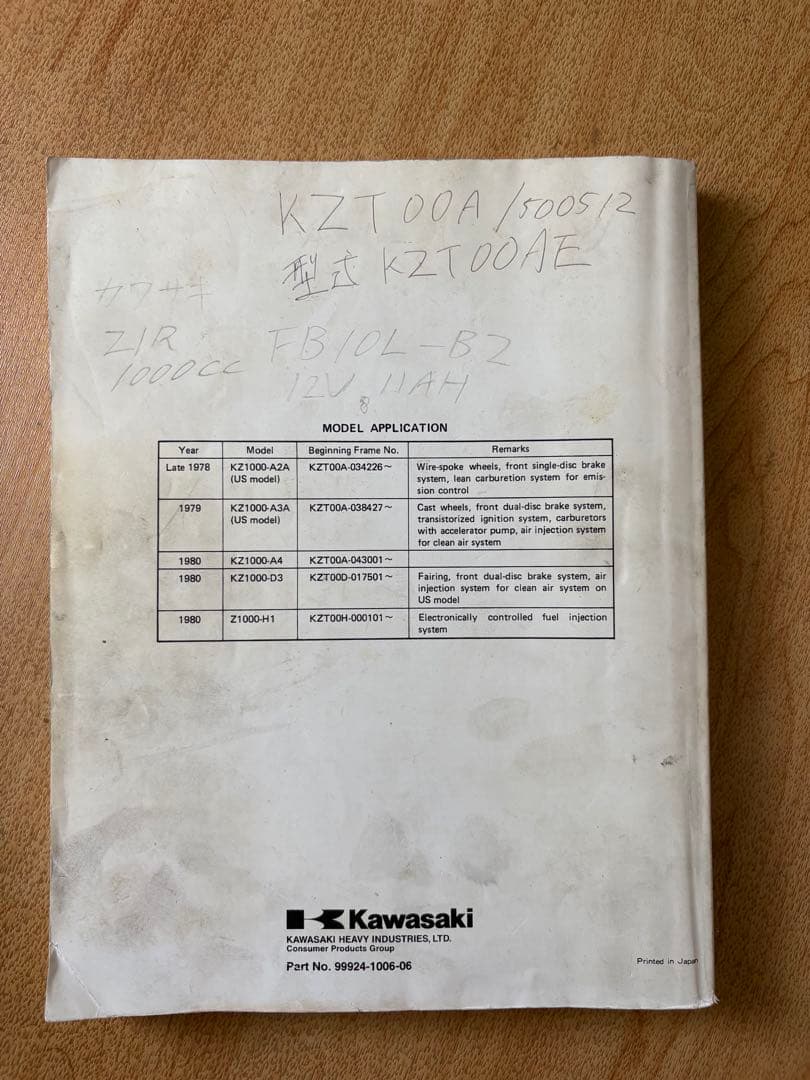 KZT00A/500512
型式 KZT00AE
カワサキ
Z1R
1000CC
FB10L-B2
12V 11AH
8
MODEL APPLICATION
Year Model Beginning Frame No. Remarks
Late 1978 KZ1000-A2A KZT00A-034226~ Wire-spoke wheels, front single-disc brake
(US model) system, lean carburetion system for emis-
sion control
1979 KZ1000-A3A KZT00A-038427~ Cast wheels, front dual-disc brake system,
(US model) transistorized ignition system, carburetors
with accelerator pump, air injection system
for clean air system
1980 KZ1000-A4 KZT00A-043001~
1980 KZ1000-D3 KZT00D-017501~ Fairing, front dual-disc brake system, air
injection system for clean air system on
US model
1980 Z1000-H1 KZT00H-000101~ Electronically controlled fuel injection
system
Kawasaki
KAWASAKI HEAVY INDUSTRIES, LTD.
Consumer Products Group
Part No. 99924-1006-06
Printed in Japan